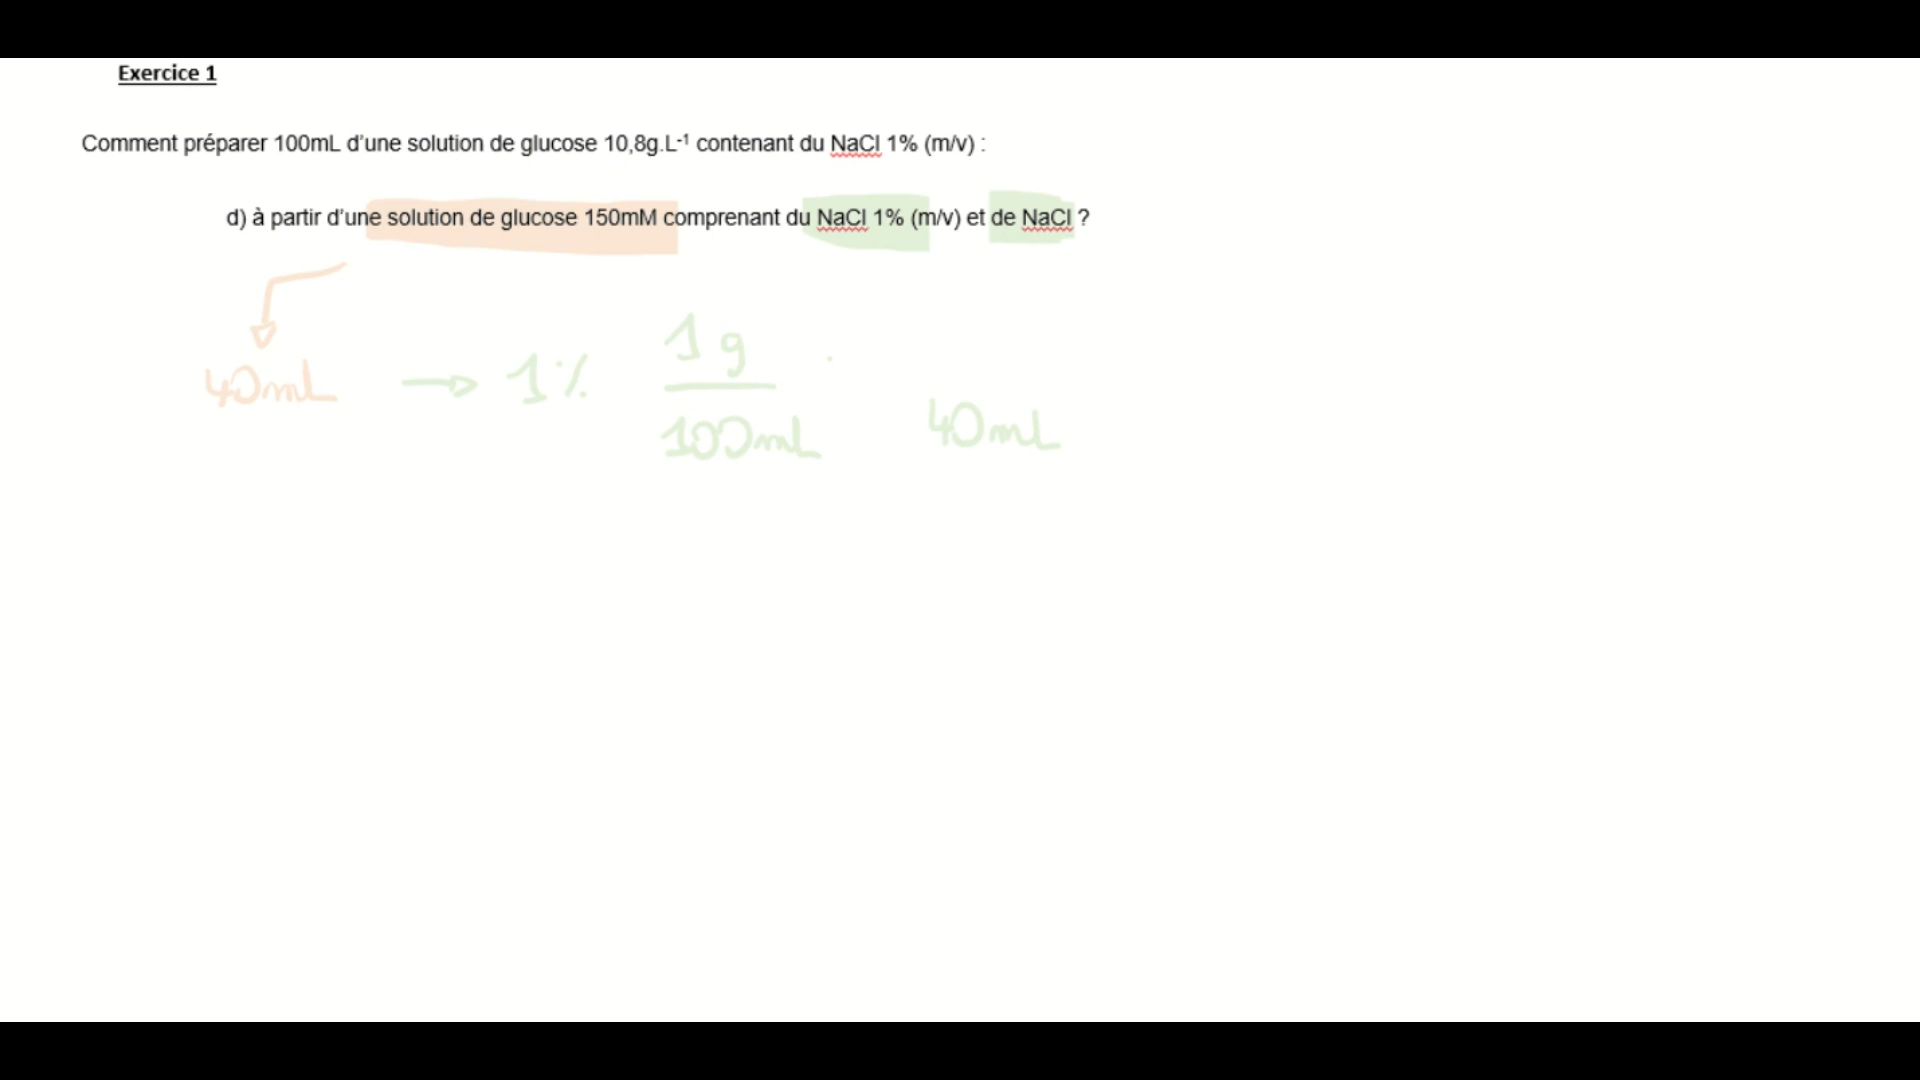 Exercice 1
Comment préparer 100mL d'une solution de glucose 10,8g.L⁻¹ contenant du NaCl 1% (m/v) :
d) à partir d'une solution de glucose 150mM comprenant du NaCl 1% (m/v) et de NaCl ?
1g
40mL → 1%
100mL 40mL